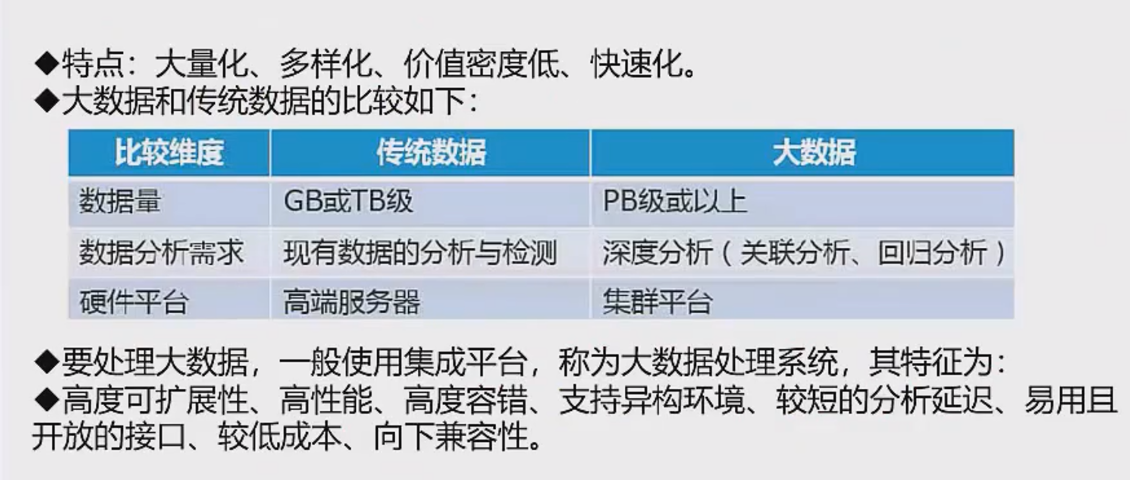 ◆特点：大量化、多样化、价值密度低、快速化。
◆大数据和传统数据的比较如下：
比较维度 传统数据 大数据
数据量 GB或TB级 PB级或以上
数据分析需求 现有数据的分析与检测 深度分析（关联分析、回归分析）
硬件平台 高端服务器 集群平台
◆要处理大数据，一般使用集成平台，称为大数据处理系统，其特征为：
◆高度可扩展性、高性能、高度容错、支持异构环境、较短的分析延迟、易用且
开放的接口、较低成本、向下兼容性。